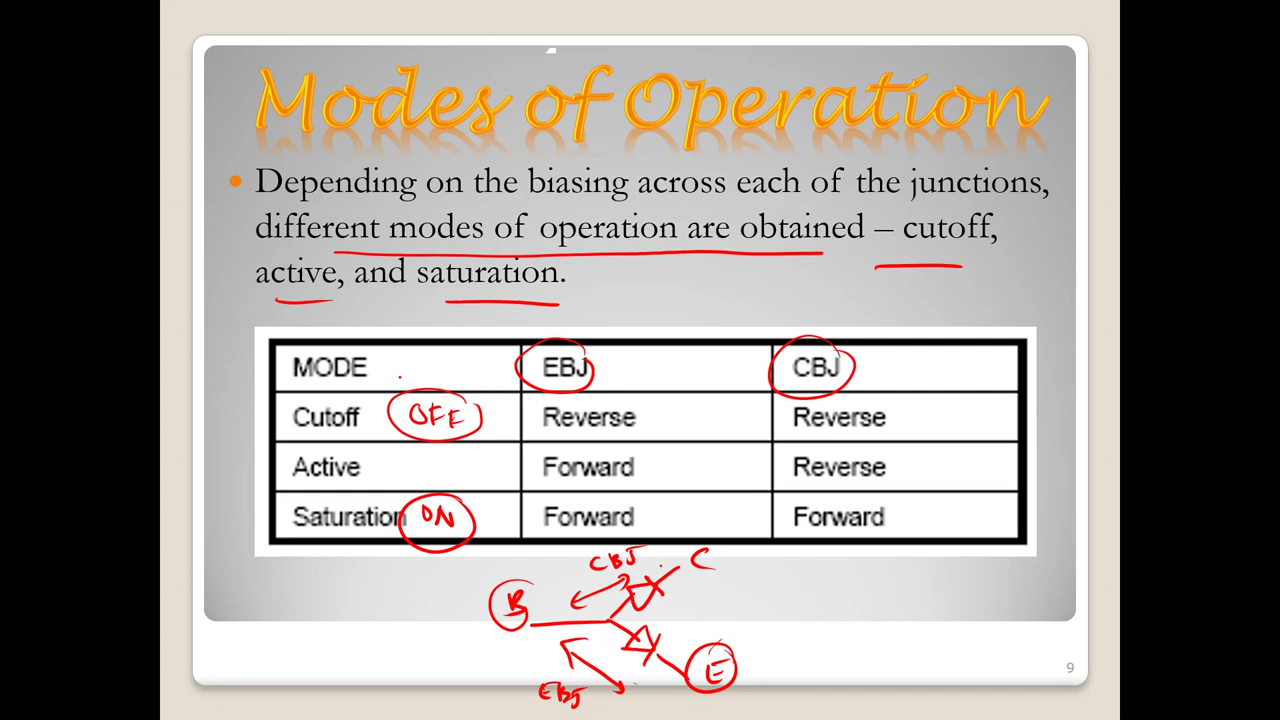 Modes of Operation
• Depending on the biasing across each of the junctions,
different modes of operation are obtained – cutoff,
active, and saturation.
MODE EBJ CBJ
Cutoff OFF Reverse Reverse
Active Forward Reverse
Saturation ON Forward Forward
CBJ C
B
E
EBJ
9